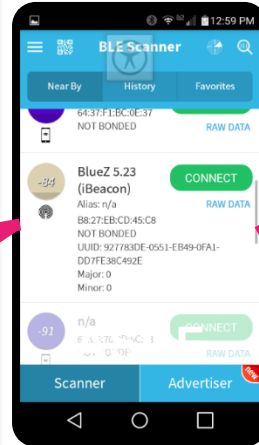 12:59 PM
BLE Scanner
Near By History Favorites
64:37:F1:BC:0E:37
NOT BONDED
RAW DATA
-84
BlueZ 5.23
(iBeacon)
CONNECT
Alias: n/a
RAW DATA
B8:27:EB:CD:45:C8
NOT BONDED
UUID: 927783DE-0551-EB49-0FA1-
DD7FE38C492E
Major: 0
Minor: 0
-91
n/a
CONNECT
RAW DATA
Scanner Advertiser
new